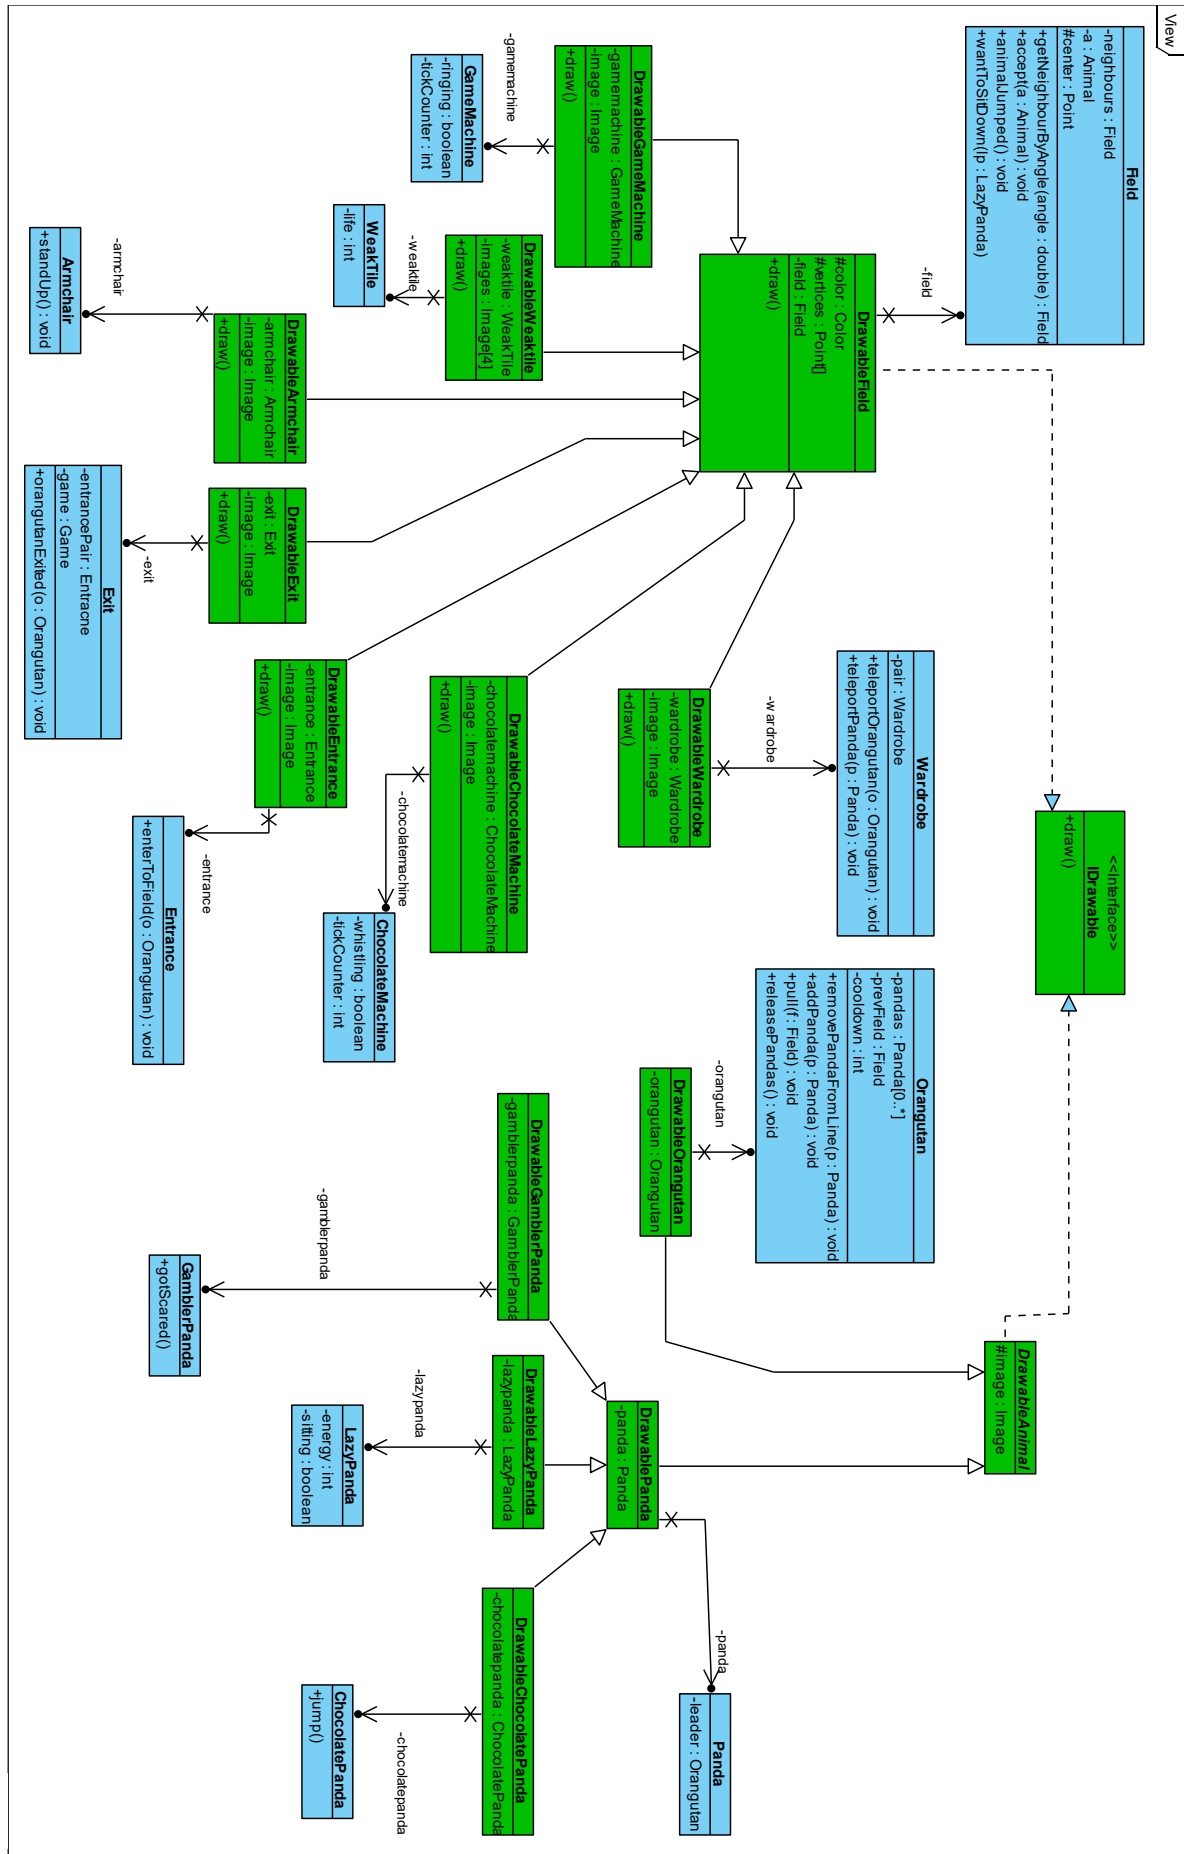 View
Field
-neighbours : Field
-a : Animal
#center : Point
+getNeighbourByAngle(angle : double) : Field
+accept(a : Animal) : void
+animalJumped() : void
+wantToSitDown(lp : LazyPanda)
-field
<<Interface>>
IDrawable
+draw()
DrawableAnimal
#image : Image
DrawableField
#color : Color
#vertices : Point[]
-field : Field
+draw()
Wardrobe
-pair : Wardrobe
+teleportOrangutan(o : Orangutan) : void
+teleportPanda(p : Panda) : void
-wardrobe
Orangutan
-pandas : Panda[0..*]
-prevField : Field
-cooldown : int
+removePandaFromLine(p : Panda) : void
+addPanda(p : Panda) : void
+pull(f : Field) : void
+releasePandas() : void
-orangutan
Panda
-leader : Orangutan
-panda
DrawableGameMachine
-gamemachine : GameMachine
-image : Image
+draw()
-gamemachine
GameMachine
-ringing : boolean
-tickCounter : int
DrawableWeaktile
-weaktile : WeakTile
-images : Image[4]
+draw()
-weaktile
WeakTile
-life : int
DrawableArmchair
-armchair : Armchair
-image : Image
+draw()
-armchair
Armchair
+standUp() : void
DrawableExit
-exit : Exit
-image : Image
+draw()
-exit
Exit
-entrancePair : Entracne
-game : Game
+orangutanExited(o : Orangutan) : void
DrawableEntrance
-entrance : Entrance
-image : Image
+draw()
-entrance
Entrance
+enterToField(o : Orangutan) : void
DrawableChocolateMachine
-chocolatemachine : ChocolateMachine
-image : Image
+draw()
-chocolatemachine
ChocolateMachine
-whistling : boolean
-tickCounter : int
DrawableWardrobe
-wardrobe : Wardrobe
-image : Image
+draw()
DrawableOrangutan
-orangutan : Orangutan
DrawablePanda
-panda : Panda
DrawableGamblerPanda
-gamblerpanda : GamblerPanda
-gamblerpanda
GamblerPanda
+gotScared()
DrawableLazyPanda
-lazypanda : LazyPanda
-lazypanda
LazyPanda
-energy : int
-sitting : boolean
DrawableChocolatePanda
-chocolatepanda : ChocolatePanda
-chocolatepanda
ChocolatePanda
+jump()